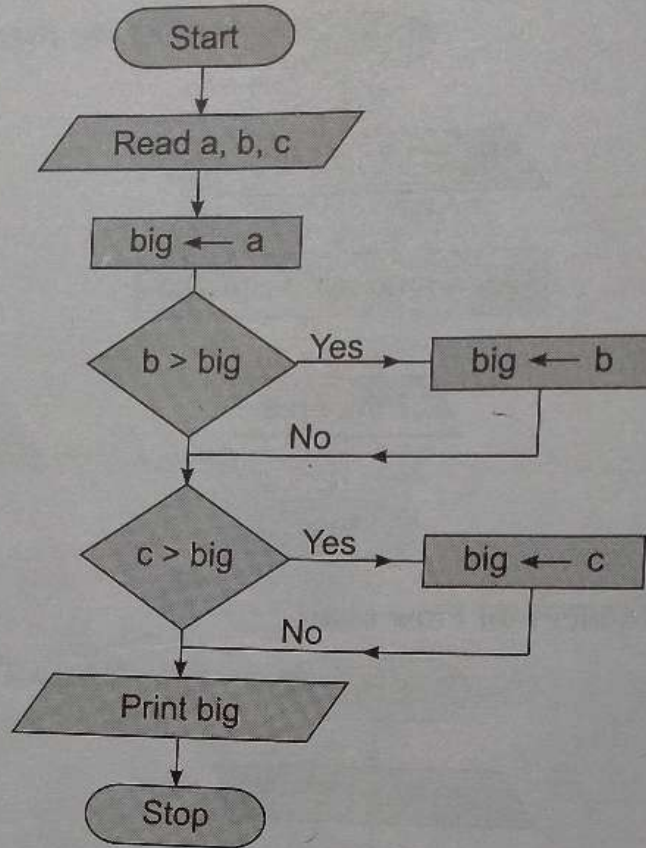 Start
Read a, b, c
big ← a
b > big
Yes
big ← b
No
c > big
Yes
big ← c
No
Print big
Stop